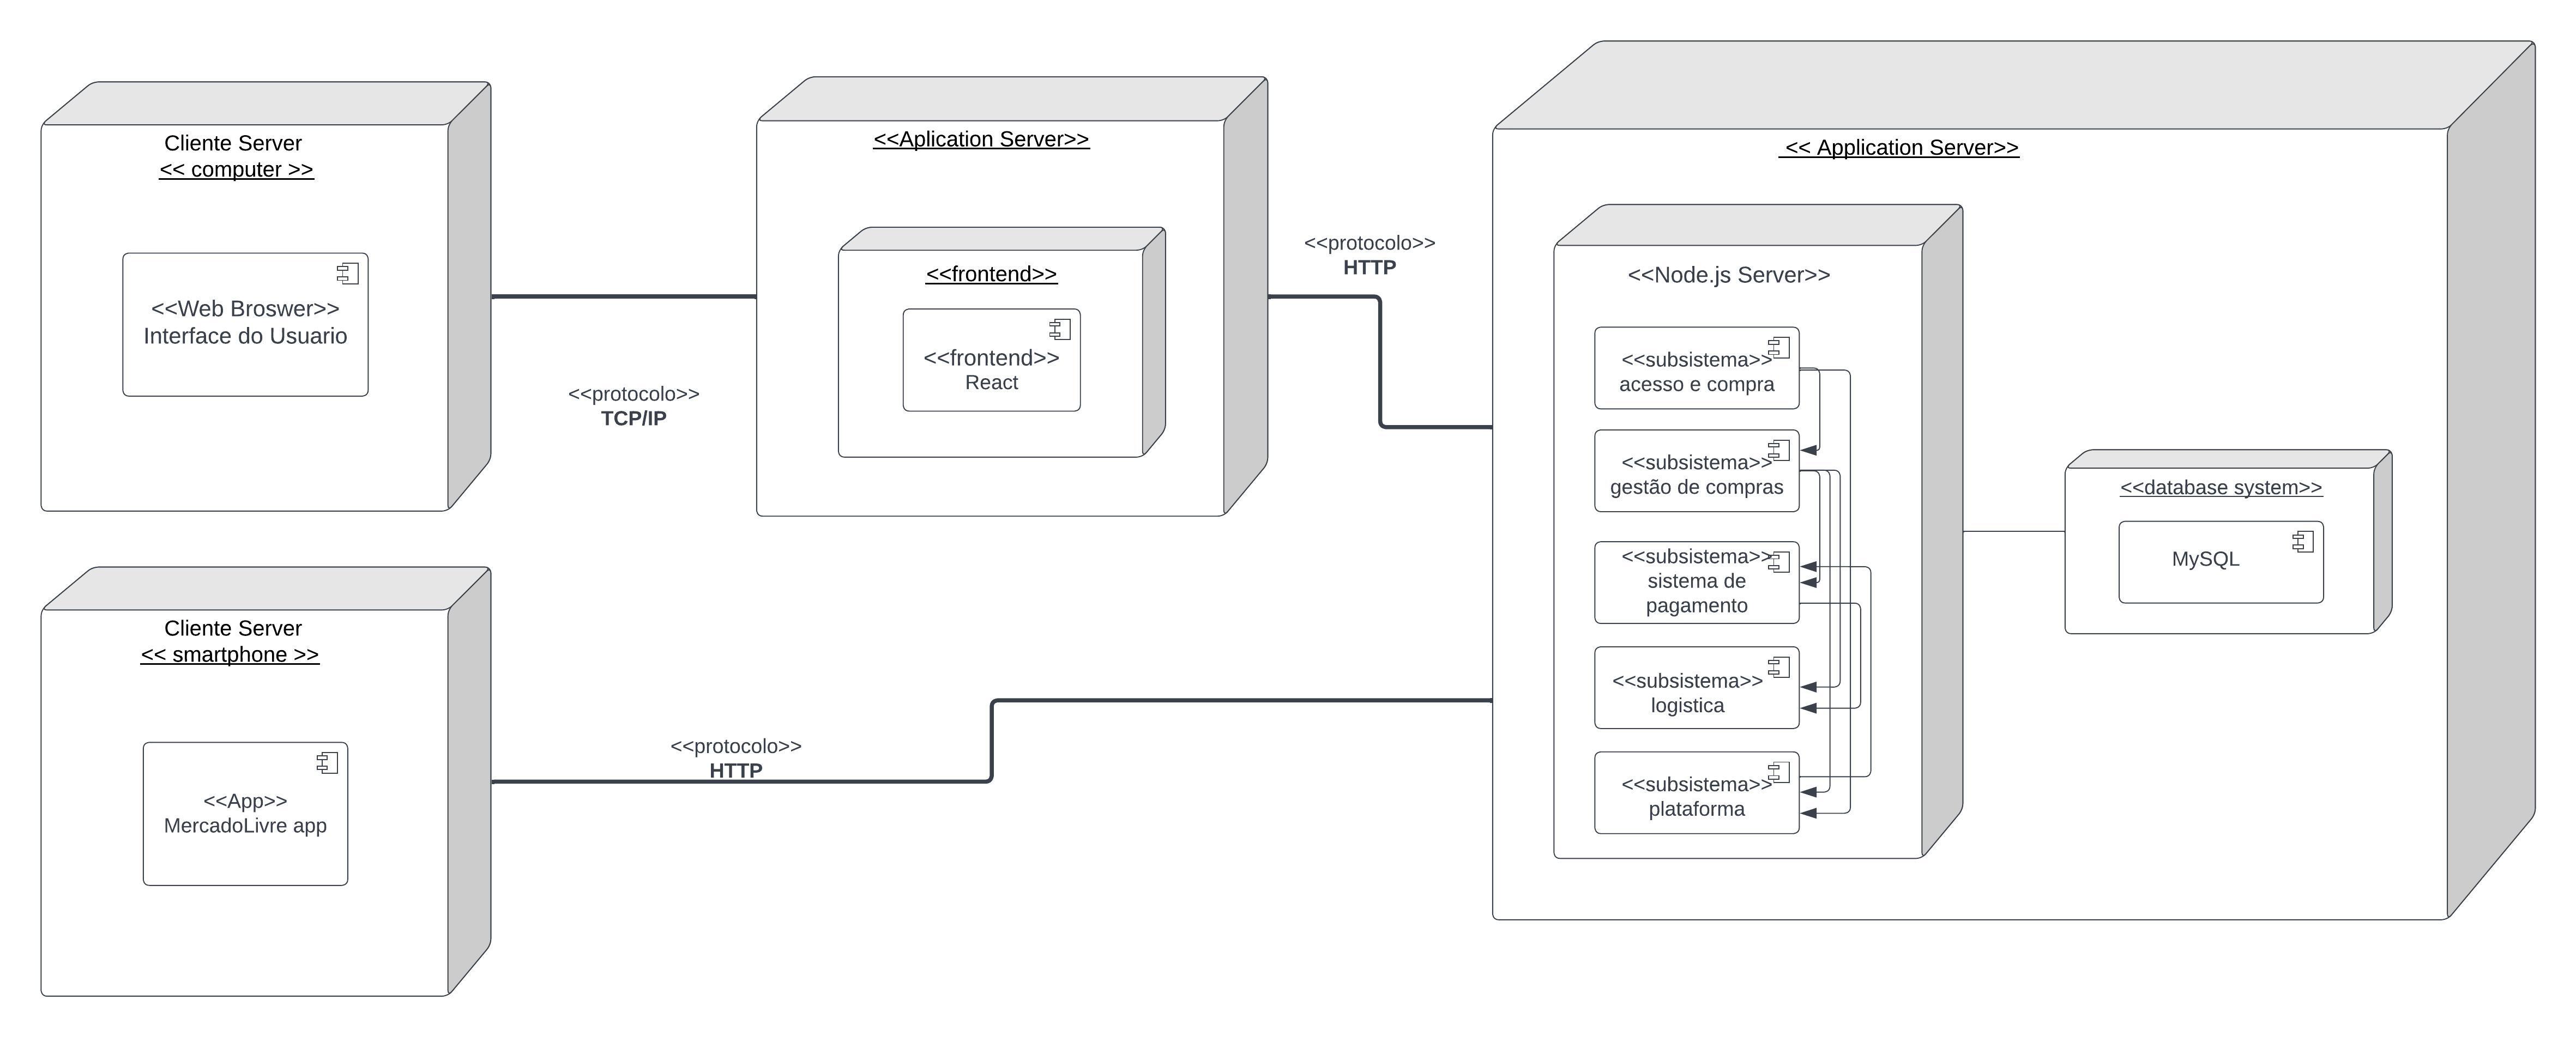 Cliente Server
<< computer >>
<<Web Broswer>>
Interface do Usuario
<<protocolo>>
TCP/IP
<<Aplication Server>>
<<frontend>>
<<frontend>>
React
<<protocolo>>
HTTP
Cliente Server
<< smartphone >>
<<App>>
MercadoLivre app
<<protocolo>>
HTTP
<< Application Server>>
<<Node.js Server>>
<<subsistema>>
acesso e compra
<<subsistema>>
gestão de compras
<<subsistema>>
sistema de
pagamento
<<subsistema>>
logistica
<<subsistema>>
plataforma
<<database system>>
MySQL